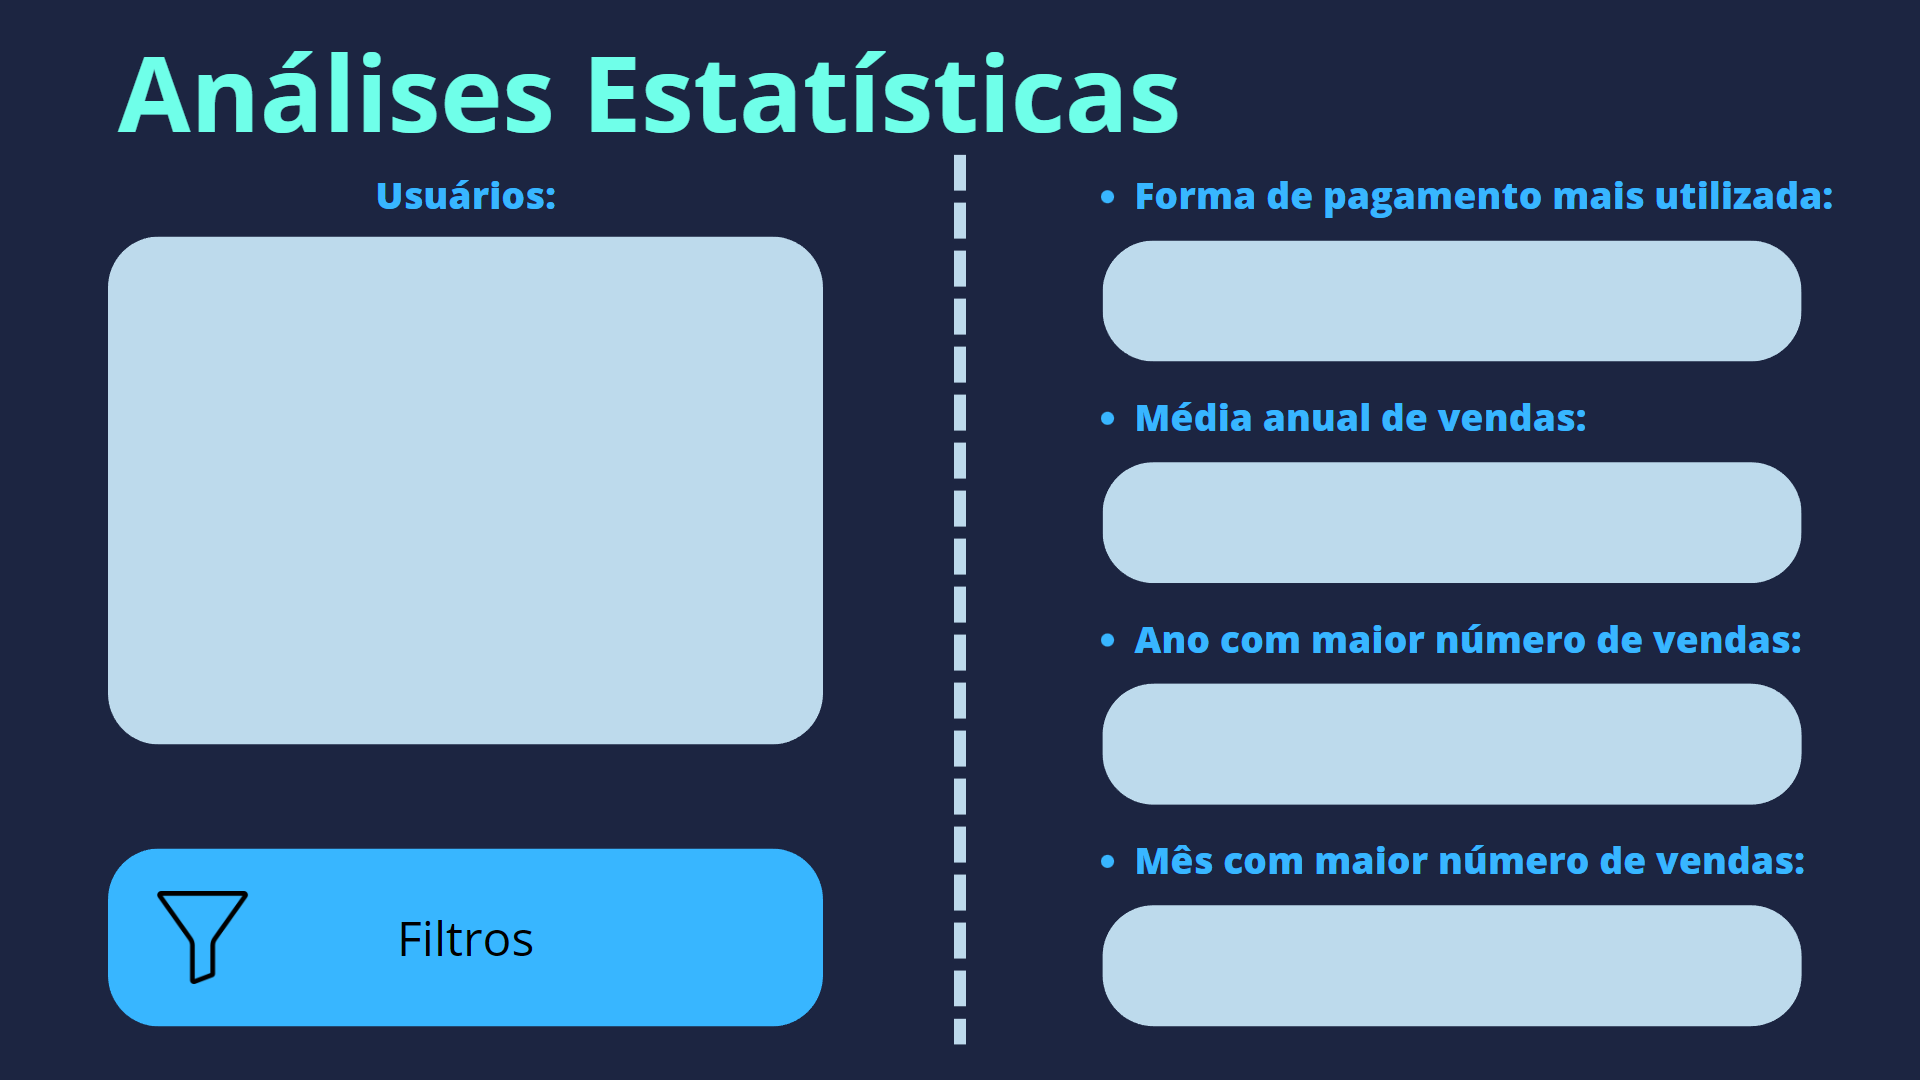 Análises Estatísticas
Usuários:
Filtros
• Forma de pagamento mais utilizada:
• Média anual de vendas:
• Ano com maior número de vendas:
• Mês com maior número de vendas: